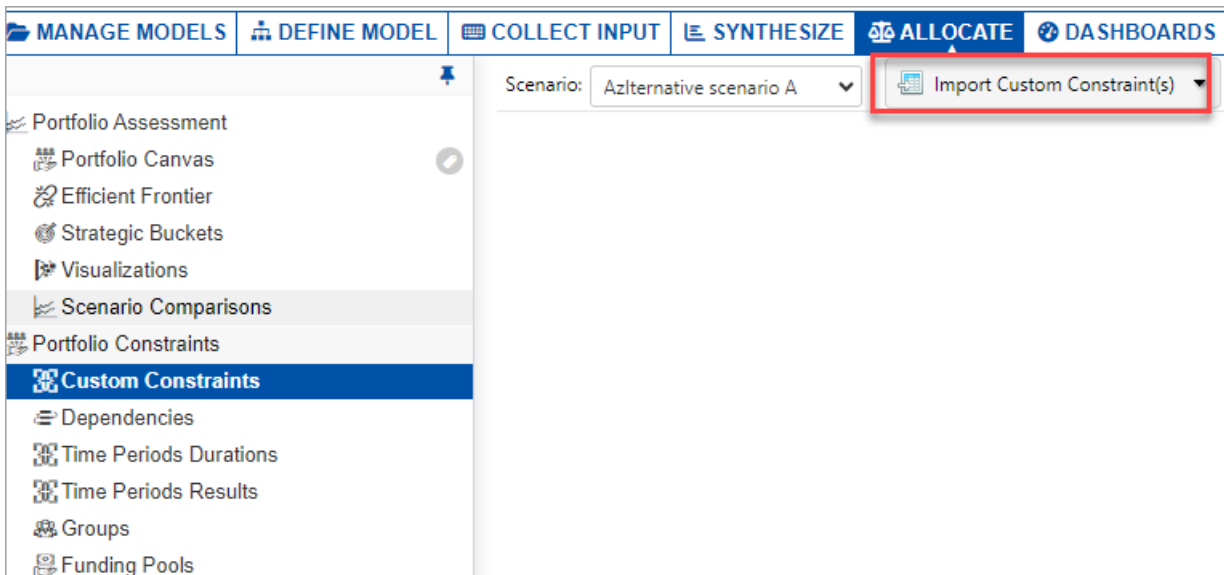 MANAGE MODELS DEFINE MODEL COLLECT INPUT SYNTHESIZE ALLOCATE DASHBOARDS
Scenario: Azlternative scenario A Import Custom Constraint(s)
Portfolio Assessment
Portfolio Canvas
Efficient Frontier
Strategic Buckets
Visualizations
Scenario Comparisons
Portfolio Constraints
Custom Constraints
Dependencies
Time Periods Durations
Time Periods Results
Groups
Funding Pools